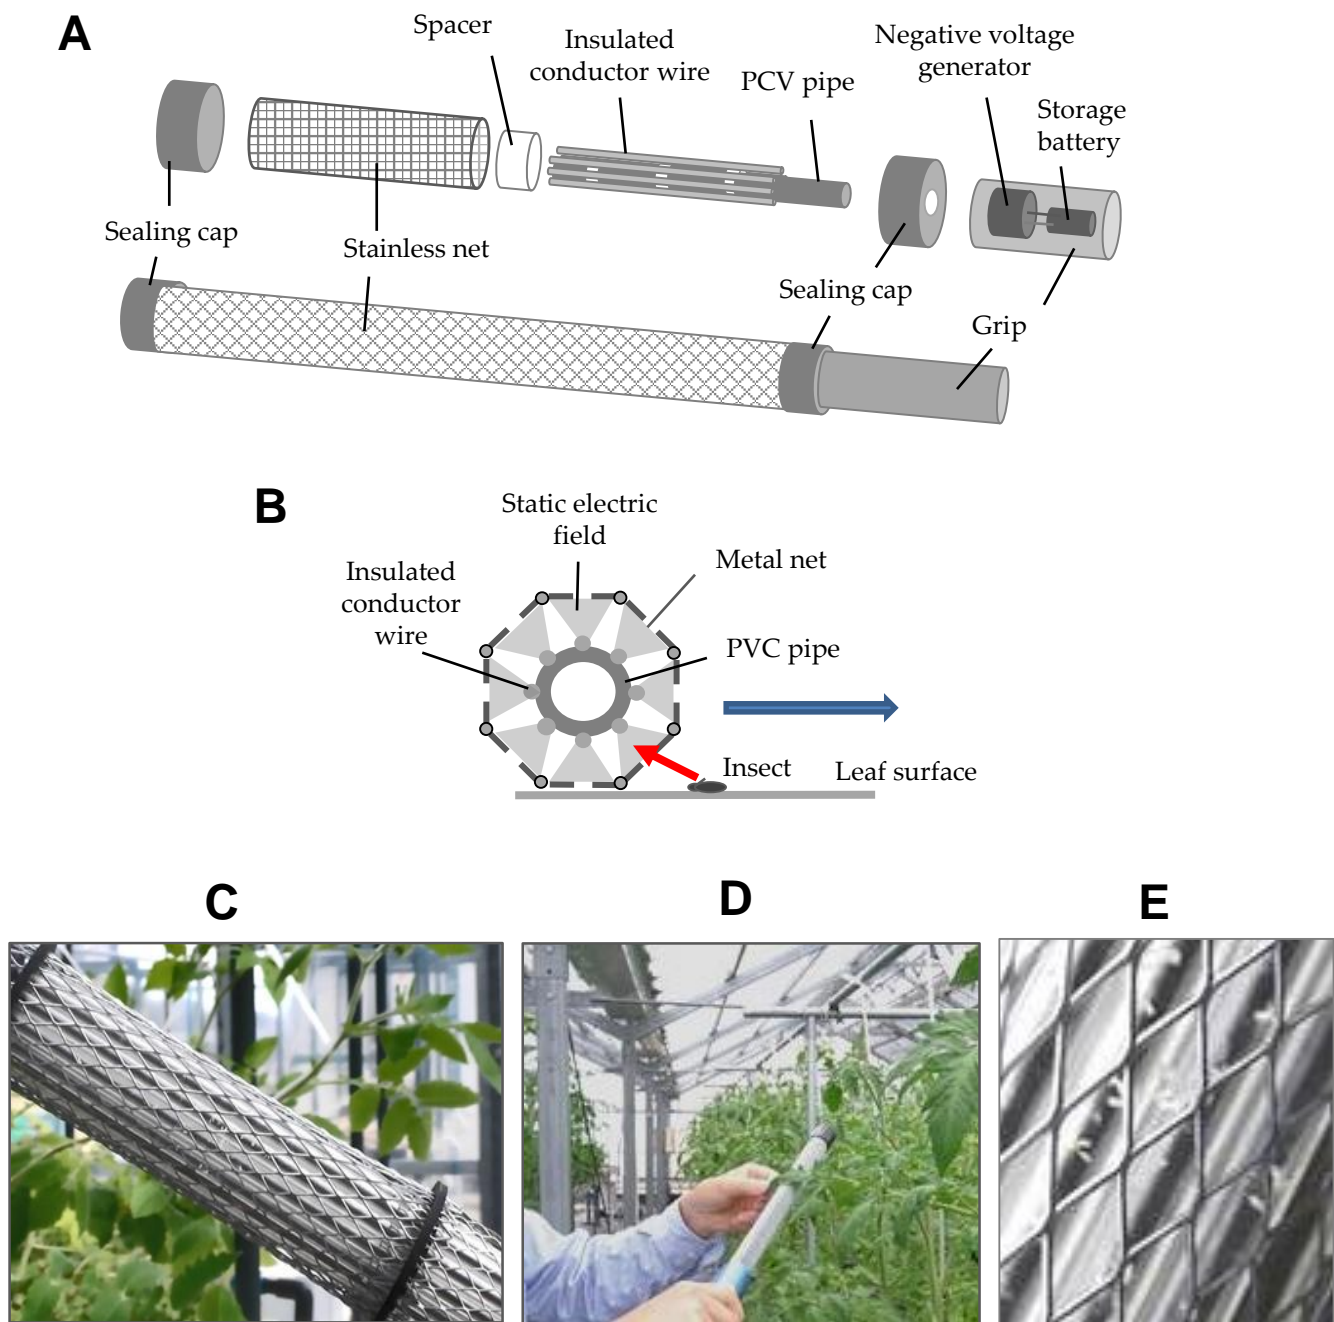 A
Spacer
Insulated
conductor wire
PCV pipe
Negative voltage
generator
Storage
battery
Sealing cap
Stainless net
Sealing cap
Grip
B
Static electric
field
Metal net
Insulated
conductor
wire
PVC pipe
Insect
Leaf surface
C
D
E